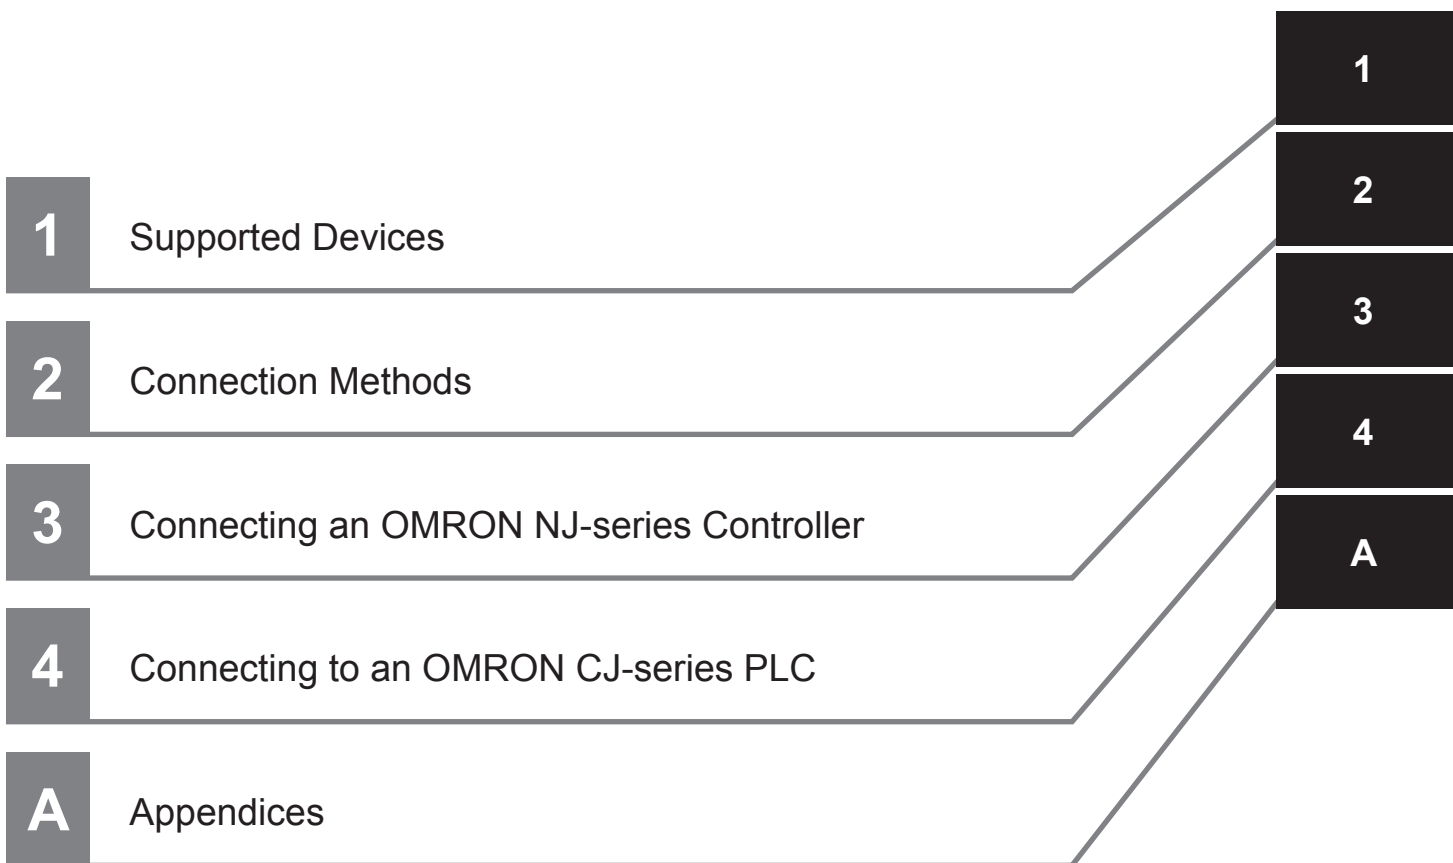 1 Supported Devices
2 Connection Methods
3 Connecting an OMRON NJ-series Controller
4 Connecting to an OMRON CJ-series PLC
A Appendices
1
2
3
4
A